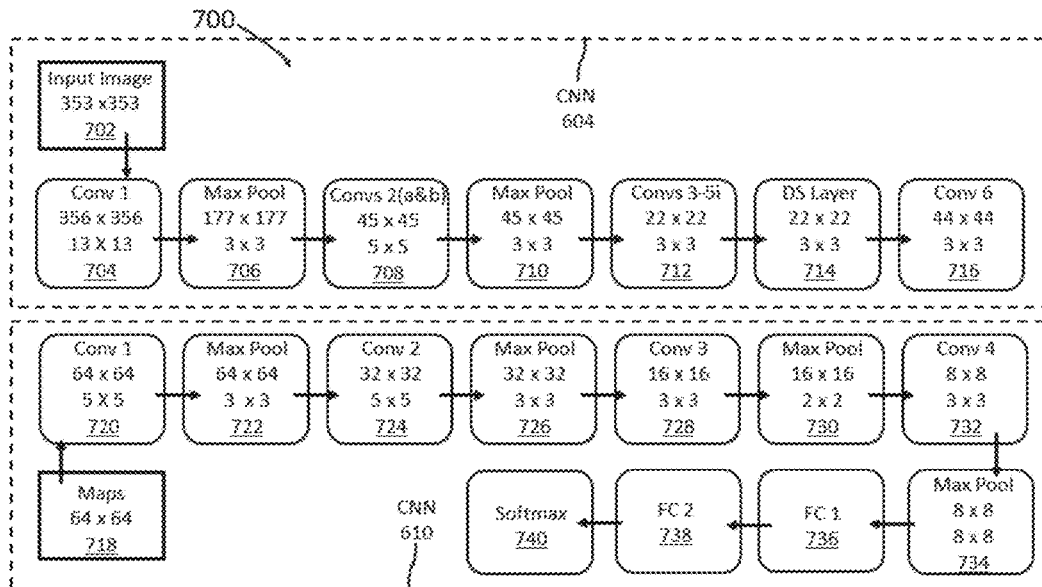 700
CNN
604
Input Image
353 x353
702
Conv 1
356 x 356
13 X 13
704
Max Pool
177 x 177
3 x 3
706
Convs 2(a&b)
45 x 45
5 x 5
708
Max Pool
45 x 45
3 x 3
710
Convs 3-5i
22 x 22
3 x 3
712
DS Layer
22 x 22
3 x 3
714
Conv 6
44 x 44
3 x 3
716
Conv 1
64 x 64
5 X 5
720
Max Pool
64 x 64
3 x 3
722
Conv 2
32 x 32
5 x 5
724
Max Pool
32 x 32
3 x 3
726
Conv 3
16 x 16
3 x 3
728
Max Pool
16 x 16
2 x 2
730
Conv 4
8 x 8
3 x 3
732
Maps
64 x 64
718
CNN
610
Softmax
740
FC 2
738
FC 1
736
Max Pool
8 x 8
8 x 8
734